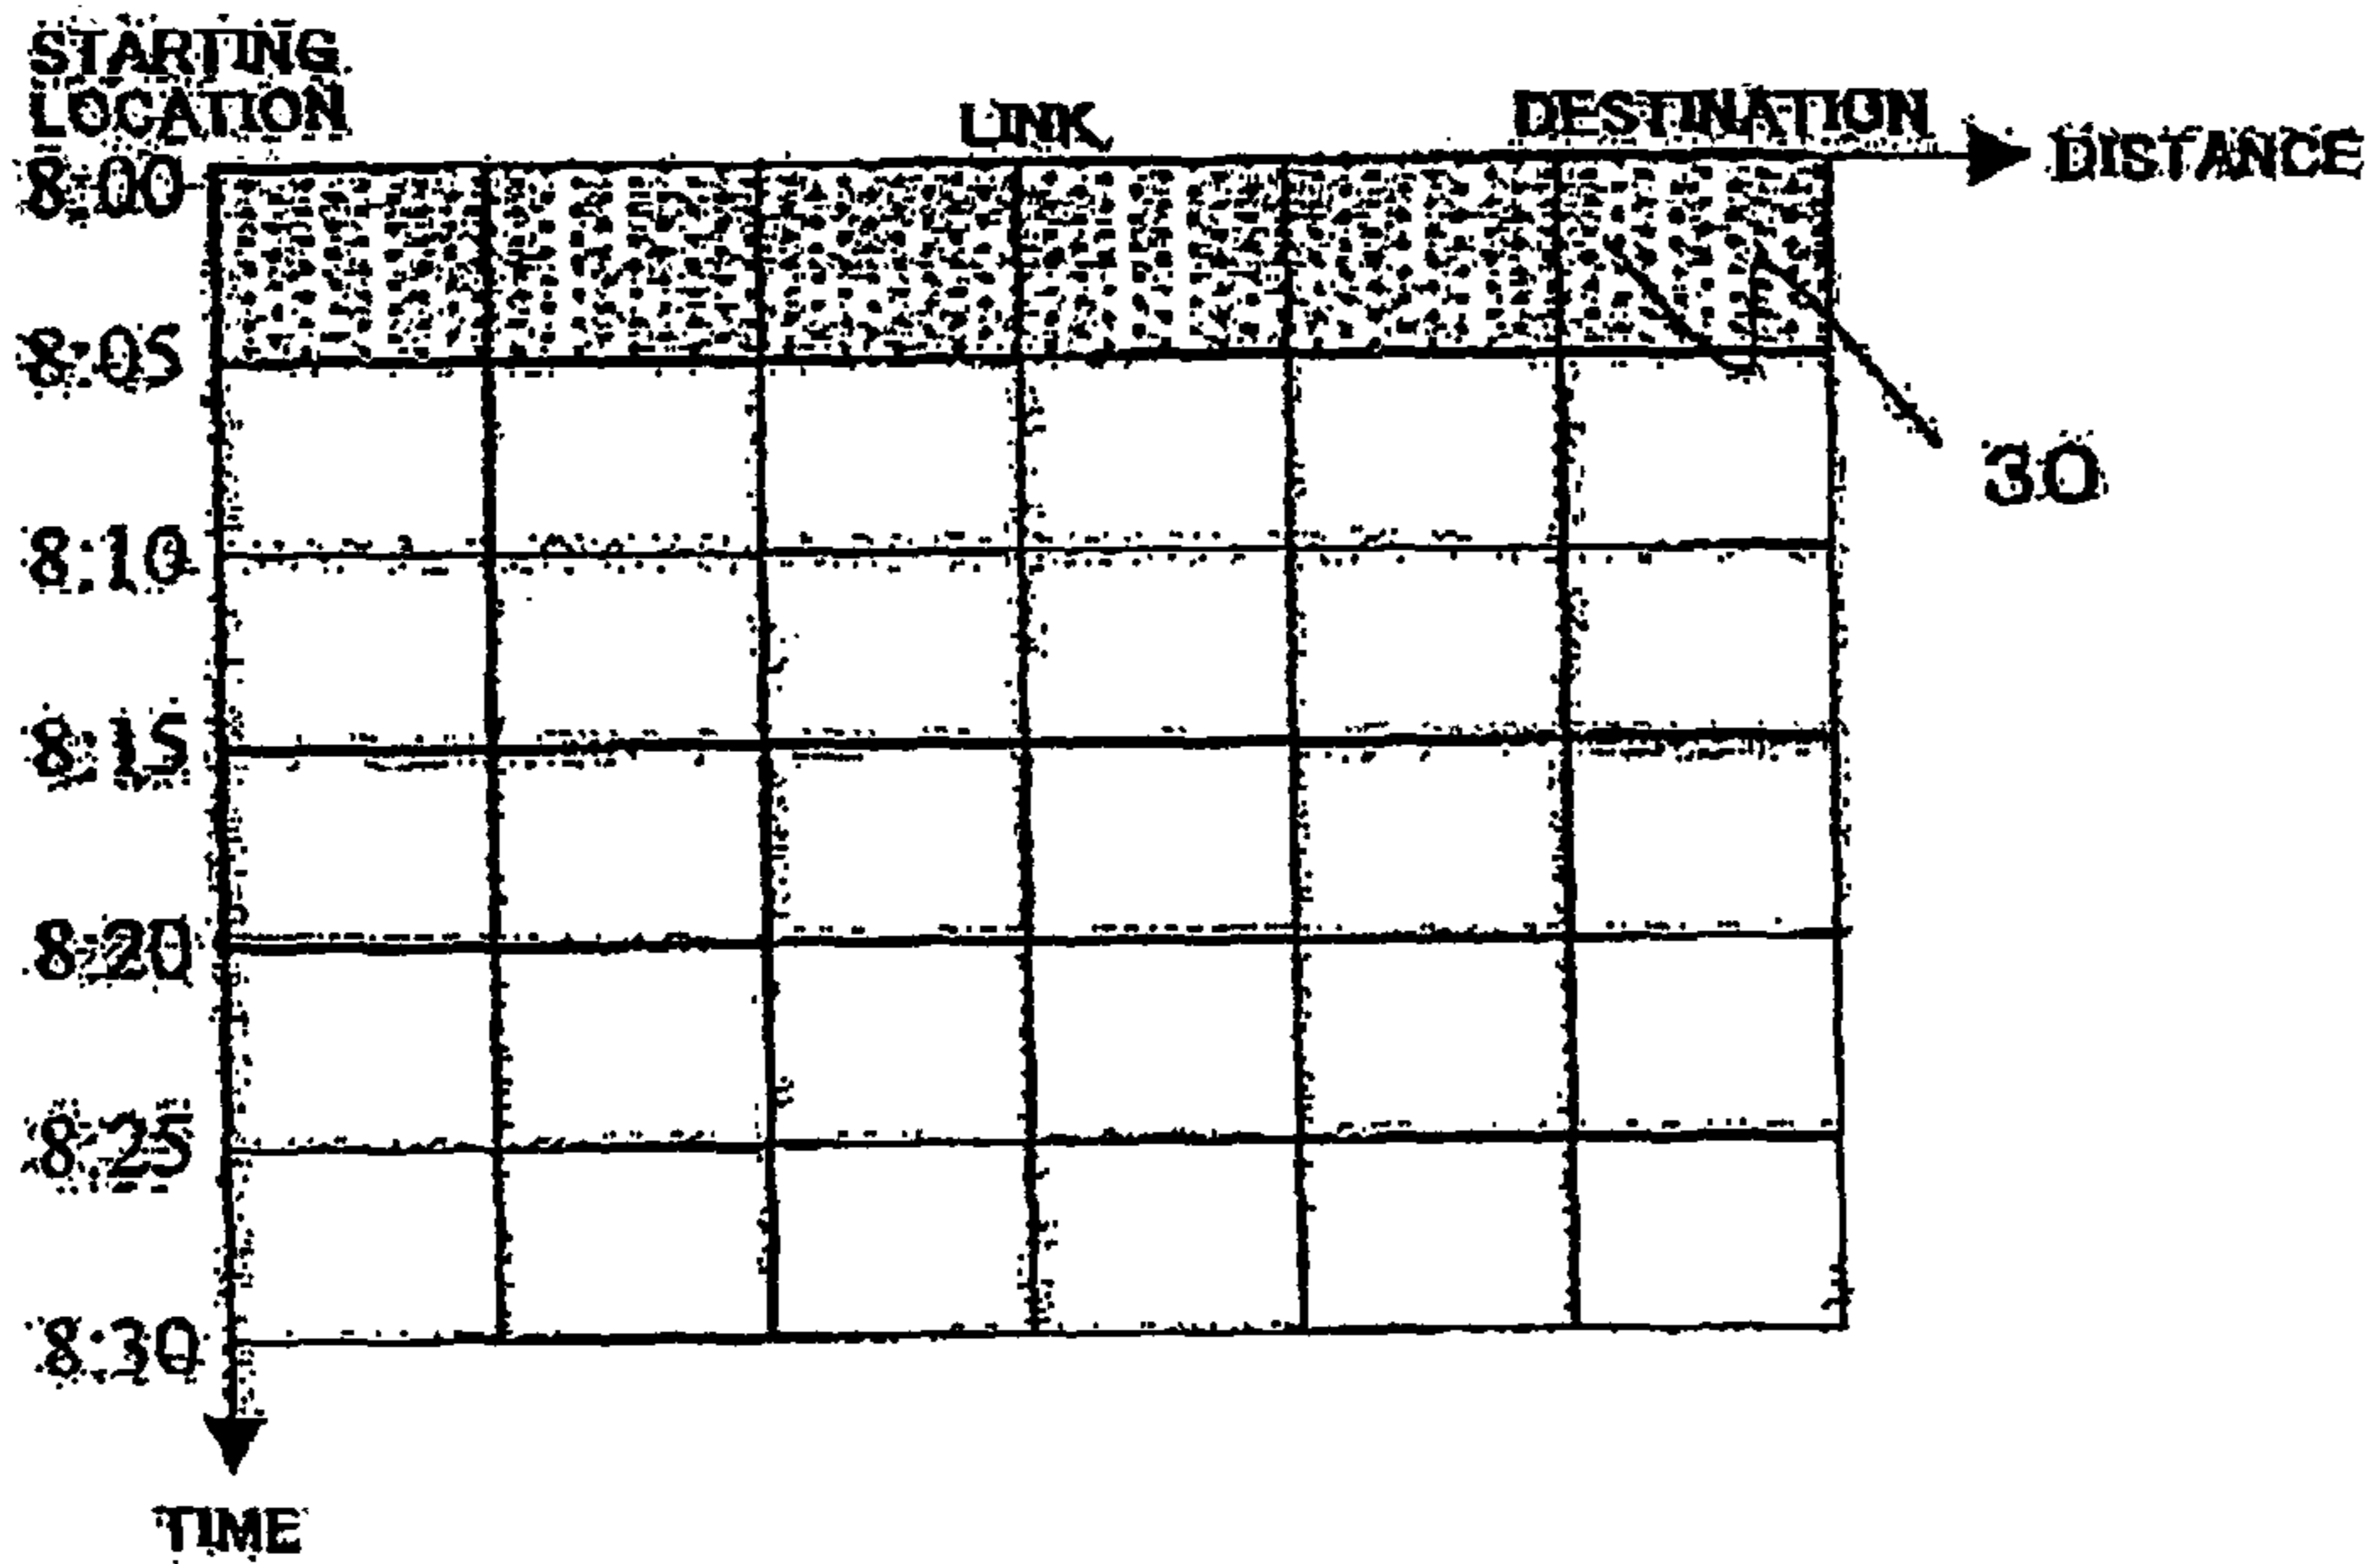 STARTING
LOCATION
LINK
DESTINATION
DISTANCE
8:00
8:05
30
8:10
8:15
8:20
8:25
8:30
TIME